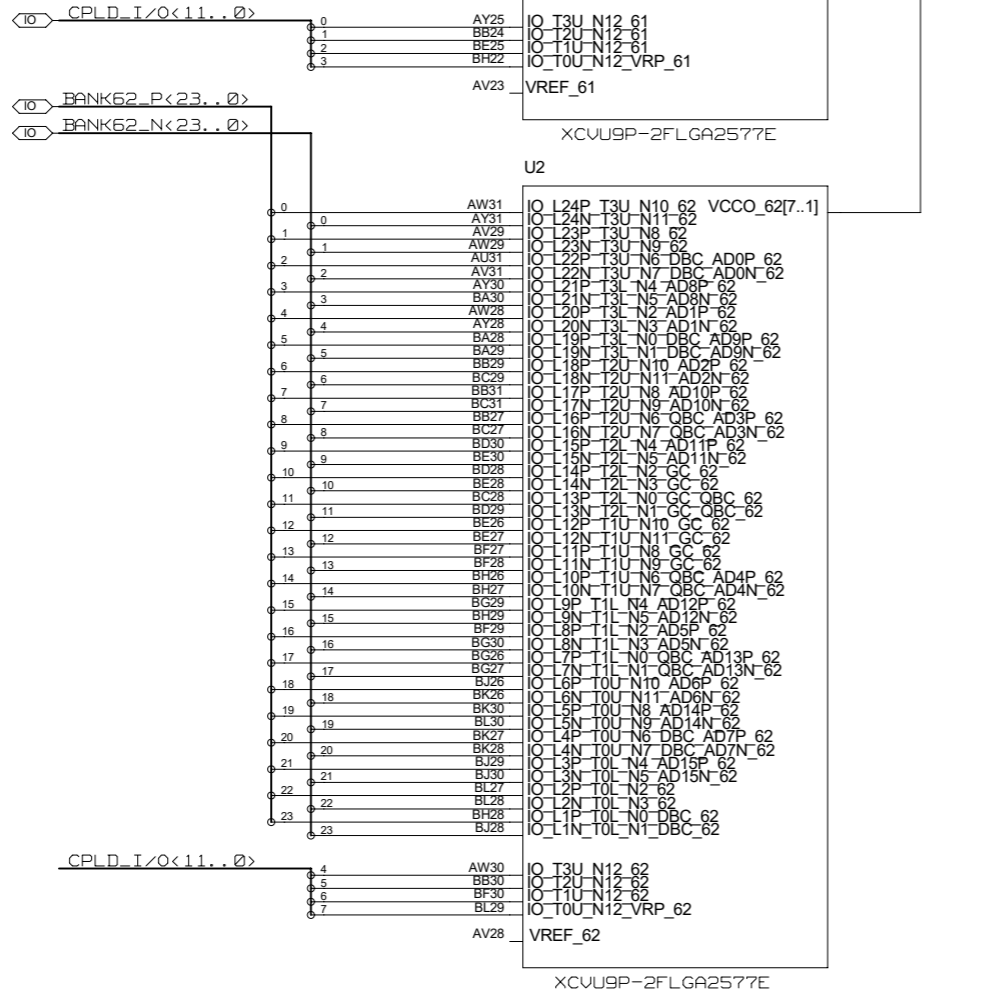 IO CPLD_I/O<11..0>
0 AY25 IO_T3U_N12_61
1 BB24 IO_T2U_N12_61
2 BE25 IO_T1U_N12_61
3 BH22 IO_T0U_N12_VRP_61
AV23 VREF_61
IO BANK62_P<23..0>
IO BANK62_N<23..0>
XCVU9P-2FLGA2577E
U2
0 AW31 IO_L24P_T3U_N10_62 VCCO_62[7..1]
0 AY31 IO_L24N_T3U_N11_62
1 AV29 IO_L23P_T3U_N8_62
1 AW29 IO_L23N_T3U_N9_62
2 AU31 IO_L22P_T3U_N6_DBC_AD0P_62
2 AV31 IO_L22N_T3U_N7_DBC_AD0N_62
3 AY30 IO_L21P_T3L_N4_AD8P_62
3 BA30 IO_L21N_T3L_N5_AD8N_62
4 AW28 IO_L20P_T3L_N2_AD1P_62
4 AY28 IO_L20N_T3L_N3_AD1N_62
5 BA28 IO_L19P_T3L_N0_DBC_AD9P_62
5 BA29 IO_L19N_T3L_N1_DBC_AD9N_62
6 BB29 IO_L18P_T2U_N10_AD2P_62
6 BC29 IO_L18N_T2U_N11_AD2N_62
7 BB31 IO_L17P_T2U_N8_AD10P_62
7 BC31 IO_L17N_T2U_N9_AD10N_62
8 BB27 IO_L16P_T2U_N6_QBC_AD3P_62
8 BC27 IO_L16N_T2U_N7_QBC_AD3N_62
9 BD30 IO_L15P_T2L_N4_AD11P_62
9 BE30 IO_L15N_T2L_N5_AD11N_62
10 BD28 IO_L14P_T2L_N2_GC_62
10 BE28 IO_L14N_T2L_N3_GC_62
11 BC28 IO_L13P_T2L_N0_GC_QBC_62
11 BD29 IO_L13N_T2L_N1_GC_QBC_62
12 BE26 IO_L12P_T1U_N10_GC_62
12 BE27 IO_L12N_T1U_N11_GC_62
13 BF27 IO_L11P_T1U_N8_GC_62
13 BF28 IO_L11N_T1U_N9_GC_62
14 BH26 IO_L10P_T1U_N6_QBC_AD4P_62
14 BH27 IO_L10N_T1U_N7_QBC_AD4N_62
15 BG29 IO_L9P_T1L_N4_AD12P_62
15 BH29 IO_L9N_T1L_N5_AD12N_62
16 BF29 IO_L8P_T1L_N2_AD5P_62
16 BG30 IO_L8N_T1L_N3_AD5N_62
17 BG26 IO_L7P_T1L_N0_QBC_AD13P_62
17 BG27 IO_L7N_T1L_N1_QBC_AD13N_62
18 BJ26 IO_L6P_T0U_N10_AD6P_62
18 BK26 IO_L6N_T0U_N11_AD6N_62
19 BK30 IO_L5P_T0U_N8_AD14P_62
19 BL30 IO_L5N_T0U_N9_AD14N_62
20 BK27 IO_L4P_T0U_N6_DBC_AD7P_62
20 BK28 IO_L4N_T0U_N7_DBC_AD7N_62
21 BJ29 IO_L3P_T0L_N4_AD15P_62
21 BJ30 IO_L3N_T0L_N5_AD15N_62
22 BL27 IO_L2P_T0L_N2_62
22 BL28 IO_L2N_T0L_N3_62
23 BH28 IO_L1P_T0L_N0_DBC_62
23 BJ28 IO_L1N_T0L_N1_DBC_62
CPLD_I/O<11..0>
4 AW30 IO_T3U_N12_62
5 BB30 IO_T2U_N12_62
6 BF30 IO_T1U_N12_62
7 BL29 IO_T0U_N12_VRP_62
AV28 VREF_62
XCVU9P-2FLGA2577E